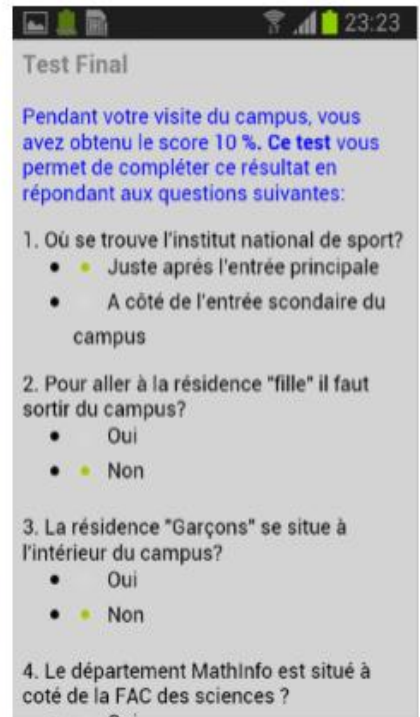 23:23
Test Final
Pendant votre visite du campus, vous
avez obtenu le score 10 %. Ce test vous
permet de compléter ce résultat en
répondant aux questions suivantes:
1. Où se trouve l'institut national de sport?
Juste aprés l'entrée principale
A côté de l'entrée scondaire du
campus
2. Pour aller à la résidence "fille" il faut
sortir du campus?
Oui
Non
3. La résidence "Garçons" se situe à
l'intérieur du campus?
Oui
Non
4. Le département MathInfo est situé à
coté de la FAC des sciences ?